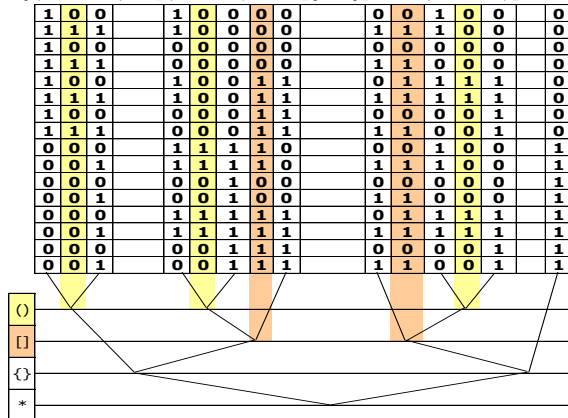 1 0 0 1 0 0 0 0 0 0 1 0 0 0
1 1 1 1 0 0 0 0 1 1 1 0 0 0
1 0 0 0 0 0 0 0 0 0 0 0 0 0
1 1 1 0 0 0 0 0 1 1 0 0 0 0
1 0 0 1 0 0 1 1 0 1 1 1 1 0
1 1 1 1 0 0 1 1 1 1 1 1 1 0
1 0 0 0 0 0 1 1 0 0 0 0 1 0
1 1 1 0 0 0 1 1 1 1 0 0 1 0
0 0 0 1 1 1 1 0 0 0 1 0 0 1
0 0 1 1 1 1 1 0 1 1 1 0 0 1
0 0 0 0 0 1 0 0 0 0 0 0 0 1
0 0 1 0 0 1 0 0 1 1 0 0 0 1
0 0 0 1 1 1 1 1 0 1 1 1 1 1
0 0 1 1 1 1 1 1 1 1 1 1 1 1
0 0 0 0 0 1 1 1 0 0 0 0 1 1
0 0 1 0 0 1 1 1 1 1 0 0 1 1
()
[]
{}
*